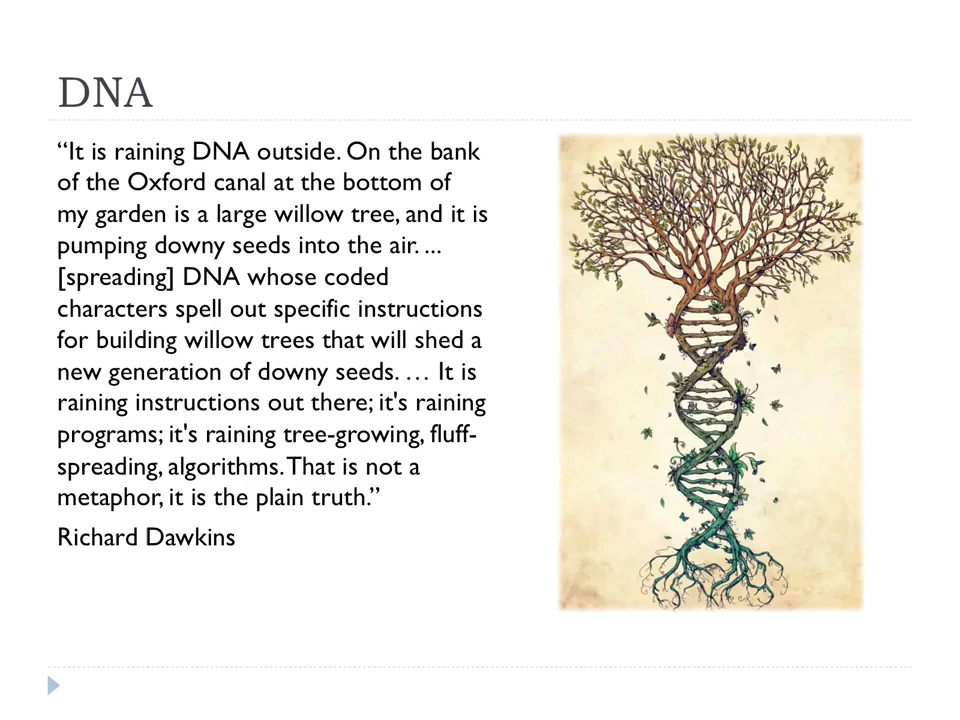 DNA
“It is raining DNA outside. On the bank
of the Oxford canal at the bottom of
my garden is a large willow tree, and it is
pumping downy seeds into the air. ...
[spreading] DNA whose coded
characters spell out specific instructions
for building willow trees that will shed a
new generation of downy seeds. … It is
raining instructions out there; it's raining
programs; it's raining tree-growing, fluff-
spreading, algorithms. That is not a
metaphor, it is the plain truth.”
Richard Dawkins